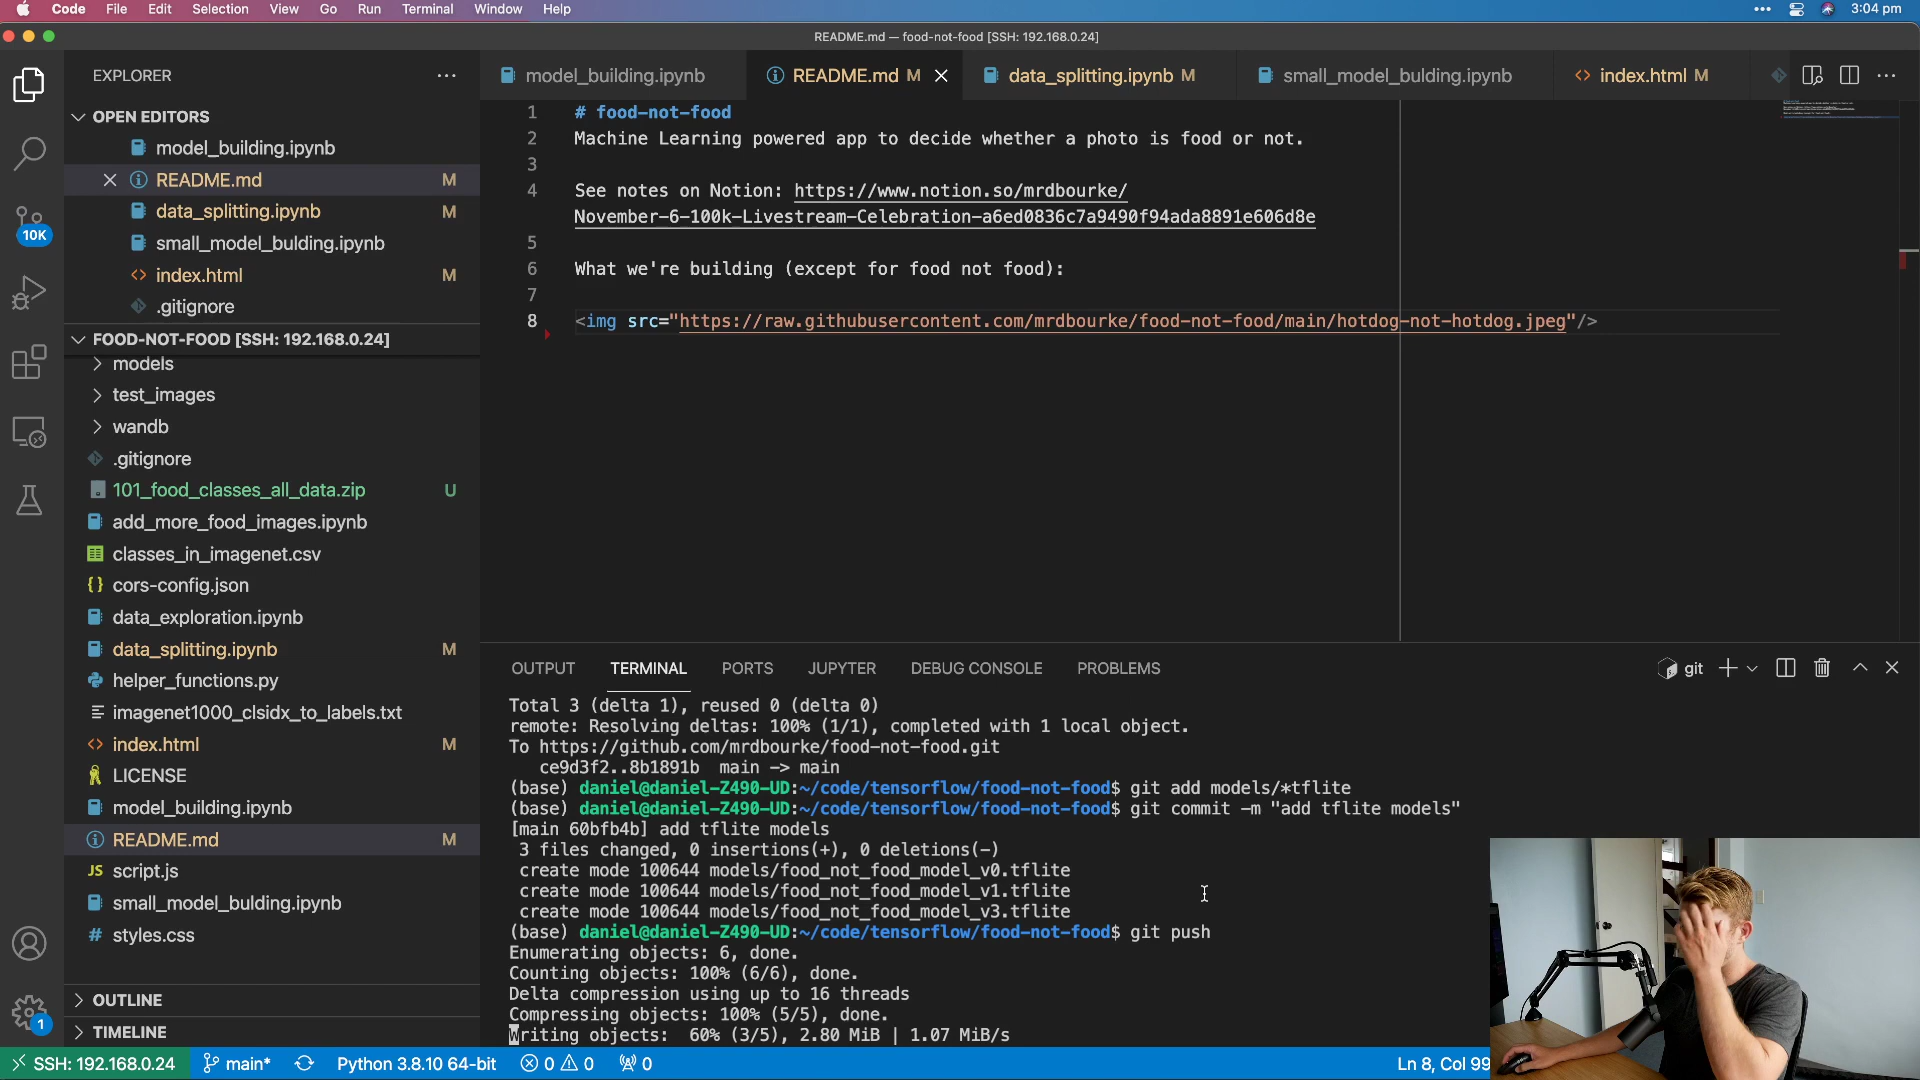 Code File Edit Selection View Go Run Terminal Window Help
3:04 pm
README.md — food-not-food [SSH: 192.168.0.24]
EXPLORER
OPEN EDITORS
model_building.ipynb
README.md M
data_splitting.ipynb M
small_model_bulding.ipynb
index.html M
.gitignore
10K
FOOD-NOT-FOOD [SSH: 192.168.0.24]
models
test_images
wandb
.gitignore
101_food_classes_all_data.zip U
add_more_food_images.ipynb
classes_in_imagenet.csv
cors-config.json
data_exploration.ipynb
data_splitting.ipynb M
helper_functions.py
imagenet1000_clsidx_to_labels.txt
index.html M
LICENSE
model_building.ipynb
README.md M
JS script.js
small_model_bulding.ipynb
# styles.css
OUTLINE
1
TIMELINE
model_building.ipynb README.md M data_splitting.ipynb M small_model_bulding.ipynb index.html M
1 # food-not-food
2 Machine Learning powered app to decide whether a photo is food or not.
3
4 See notes on Notion: https://www.notion.so/mrdbourke/
November-6-100k-Livestream-Celebration-a6ed0836c7a9490f94ada8891e606d8e
5
6 What we're building (except for food not food):
7
8 <img src="https://raw.githubusercontent.com/mrdbourke/food-not-food/main/hotdog-not-hotdog.jpeg"/>
OUTPUT TERMINAL PORTS JUPYTER DEBUG CONSOLE PROBLEMS
git
Total 3 (delta 1), reused 0 (delta 0)
remote: Resolving deltas: 100% (1/1), completed with 1 local object.
To https://github.com/mrdbourke/food-not-food.git
ce9d3f2..8b1891b main -> main
(base) daniel@daniel-Z490-UD:~/code/tensorflow/food-not-food$ git add models/*tflite
(base) daniel@daniel-Z490-UD:~/code/tensorflow/food-not-food$ git commit -m "add tflite models"
[main 60bfb4b] add tflite models
3 files changed, 0 insertions(+), 0 deletions(-)
create mode 100644 models/food_not_food_model_v0.tflite
create mode 100644 models/food_not_food_model_v1.tflite
create mode 100644 models/food_not_food_model_v3.tflite
(base) daniel@daniel-Z490-UD:~/code/tensorflow/food-not-food$ git push
Enumerating objects: 6, done.
Counting objects: 100% (6/6), done.
Delta compression using up to 16 threads
Compressing objects: 100% (5/5), done.
Writing objects: 60% (3/5), 2.80 MiB | 1.07 MiB/s
SSH: 192.168.0.24 main* Python 3.8.10 64-bit 0 0 0 Ln 8, Col 99